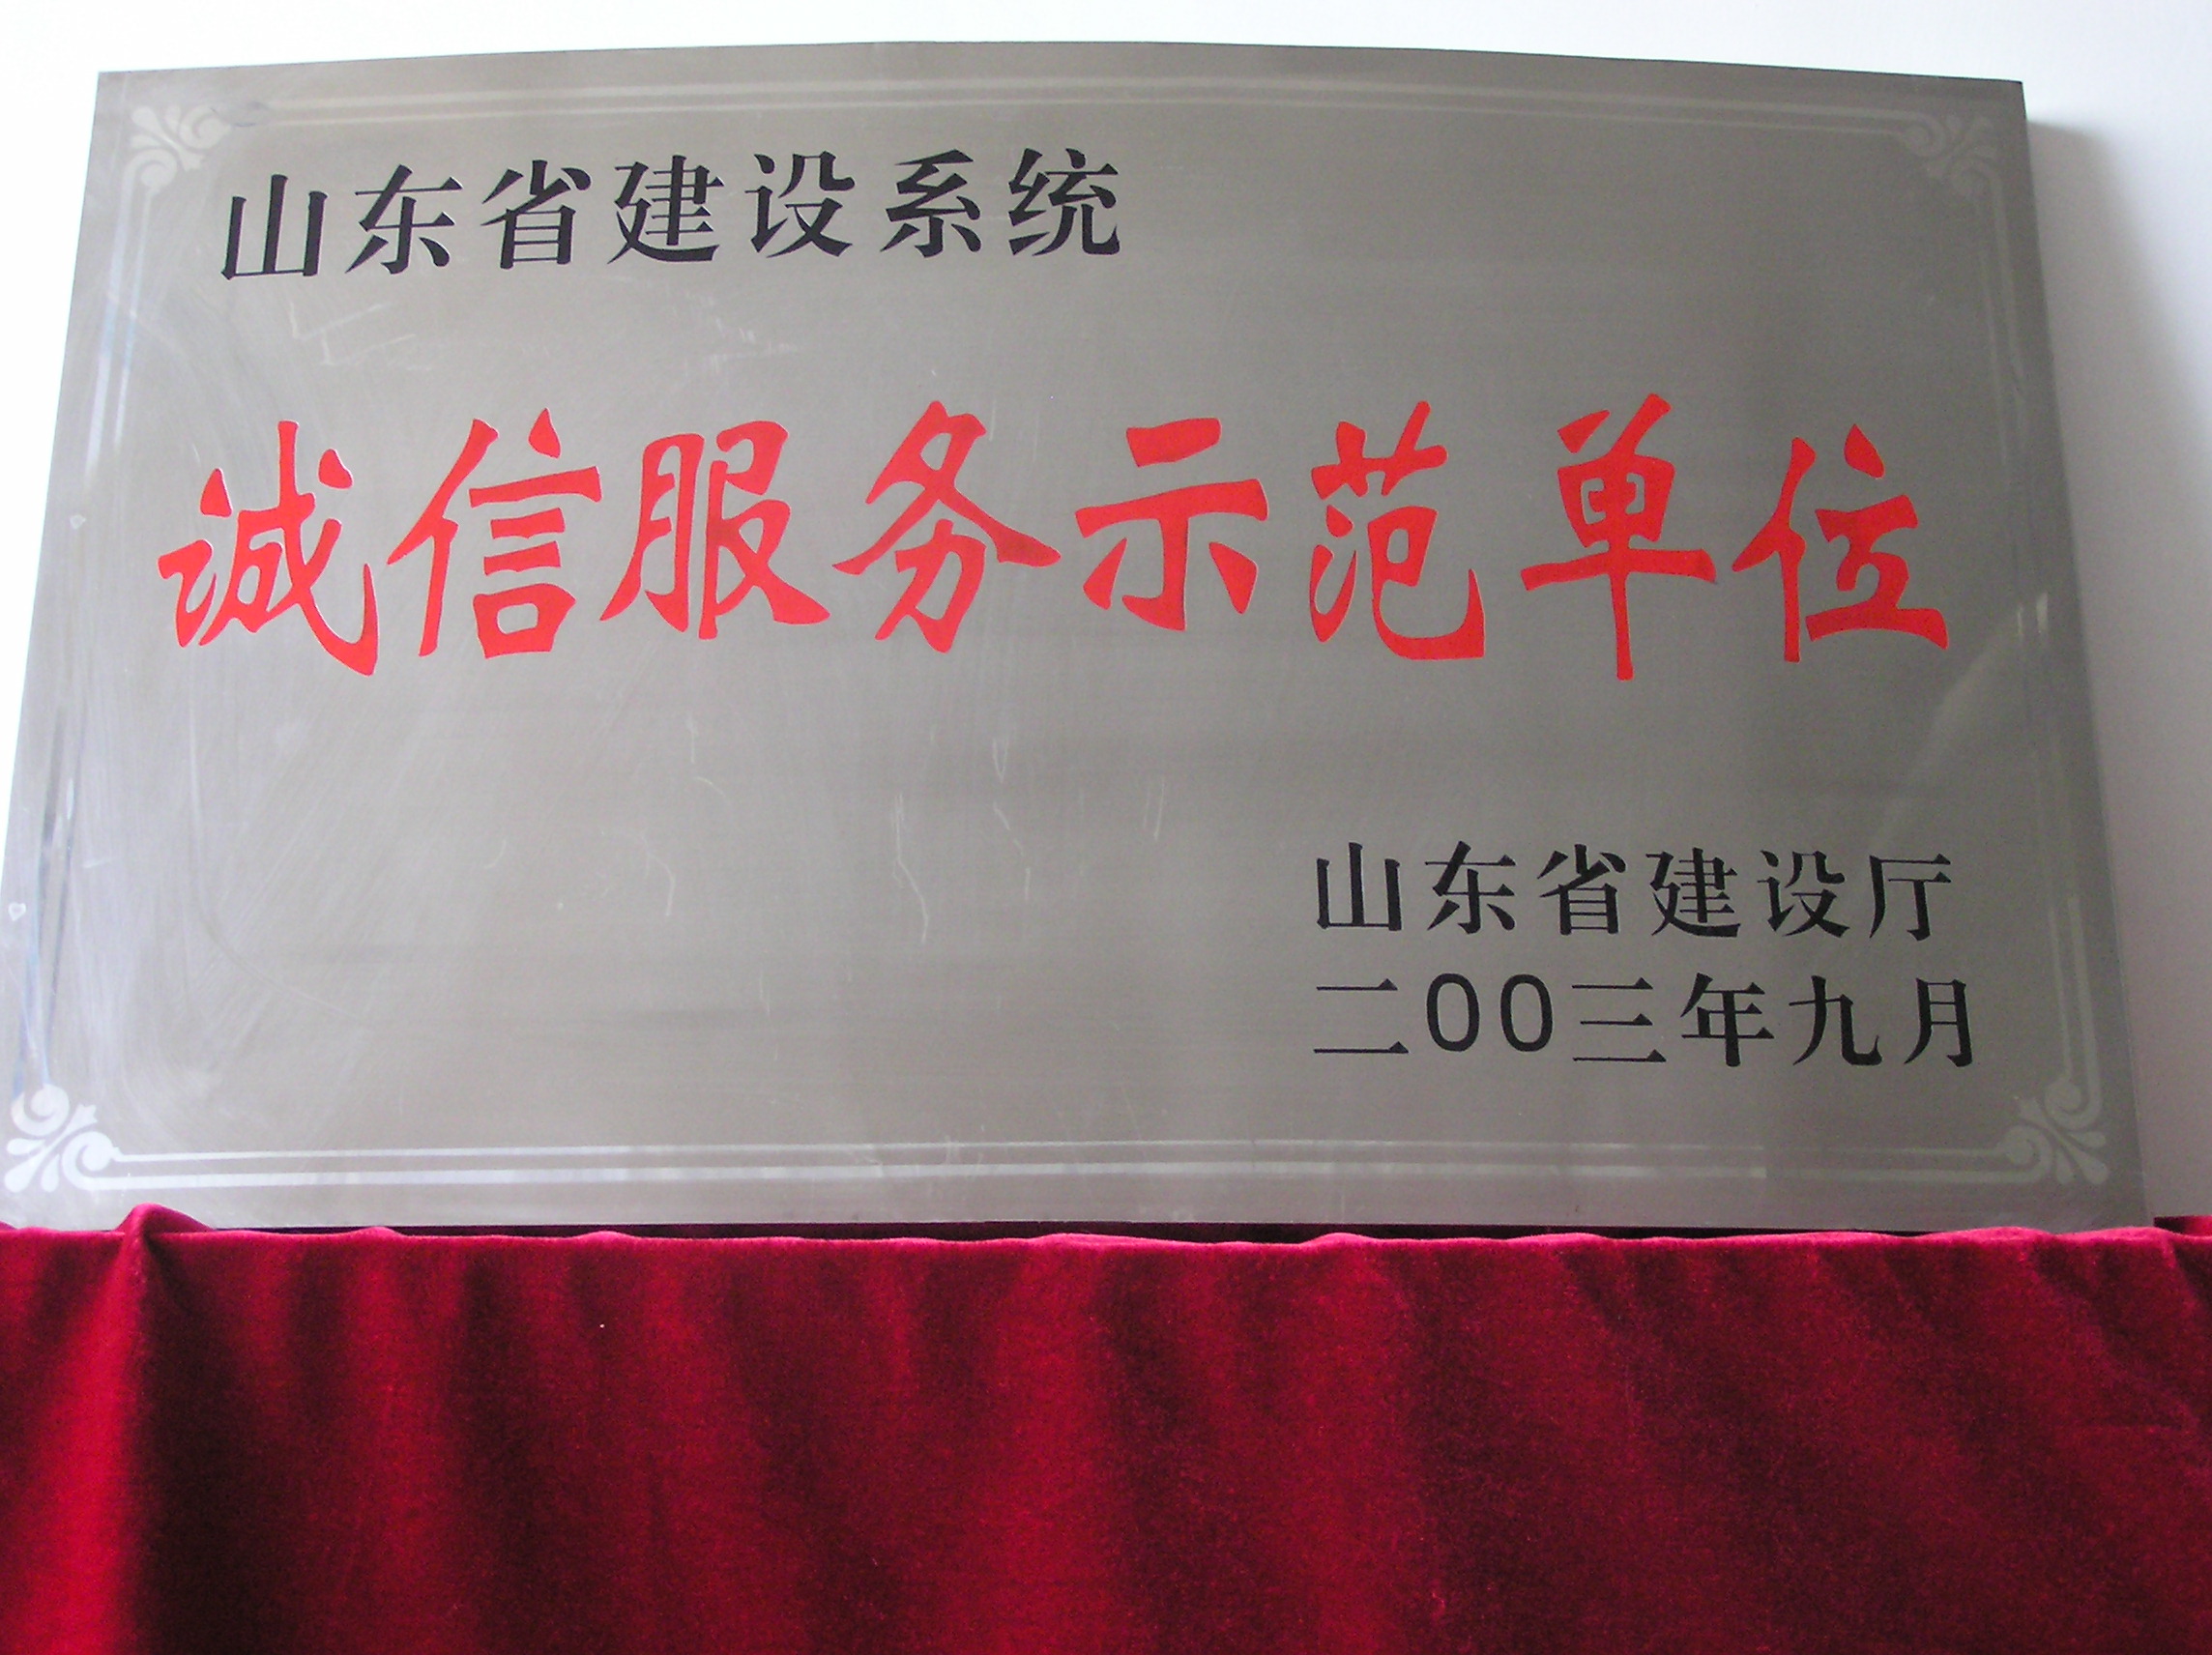 山东省建设系统
诚信服务示范单位
山东省建设厅
二00三年九月